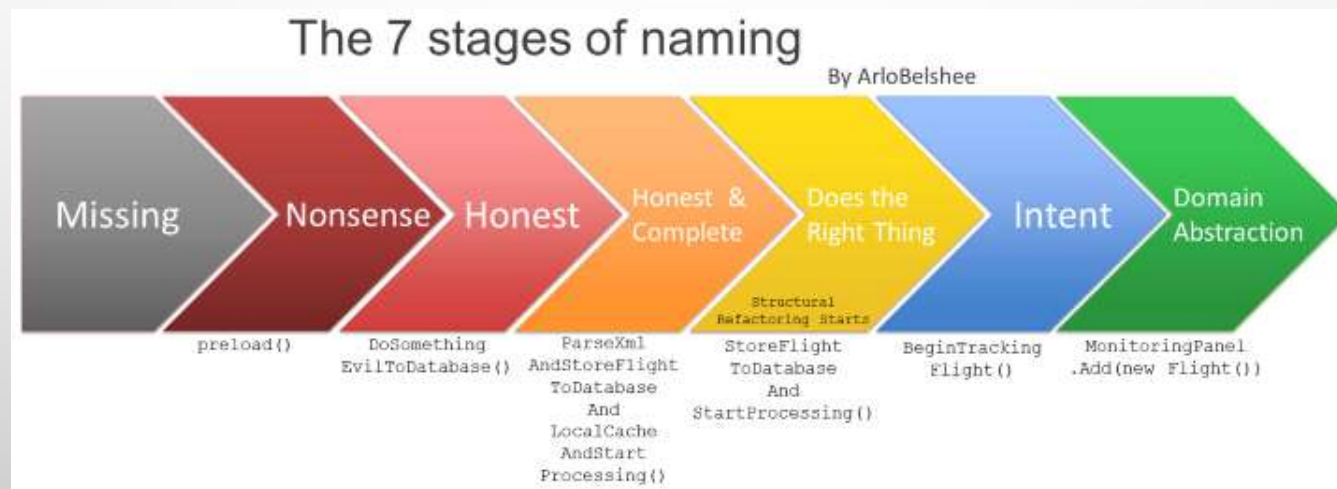 The 7 stages of naming
By ArloBelshee
Missing
Nonsense
Honest
Honest &
Complete
Does the
Right Thing
Structural
Refactoring Starts
Intent
Domain
Abstraction
preload()
DoSomething
EvilToDatabase()
ParseXml
AndStoreFlight
ToDatabase
And
LocalCache
AndStart
Processing()
StoreFlight
ToDatabase
And
StartProcessing()
BeginTracking
Flight()
MonitoringPanel
.Add(new Flight())